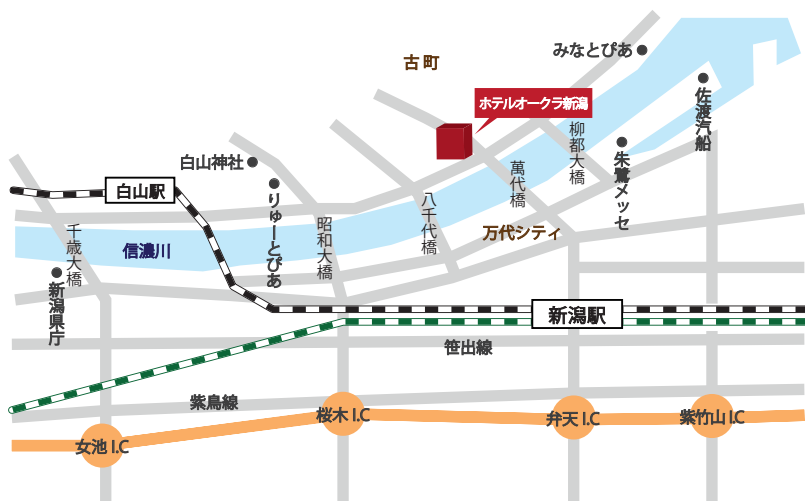 みなとぴあ
古町
佐渡汽船
ホテルオークラ新潟
柳都大橋
朱鷺メッセ
白山神社
萬代橋
白山駅
りゅーとぴあ
八千代橋
昭和大橋
千歳大橋
万代シティ
信濃川
新潟県庁
新潟駅
笹出線
紫鳥線
桜木I.C
弁天I.C
紫竹山I.C
女池I.C